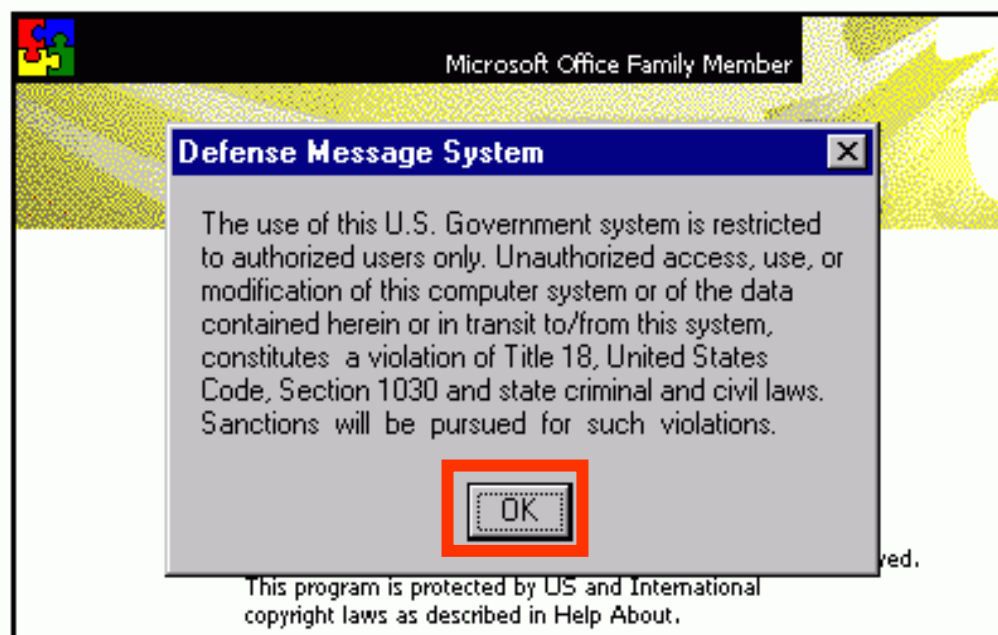 Microsoft Office Family Member
Defense Message System
The use of this U.S. Government system is restricted
to authorized users only. Unauthorized access, use, or
modification of this computer system or of the data
contained herein or in transit to/from this system,
constitutes a violation of Title 18, United States
Code, Section 1030 and state criminal and civil laws.
Sanctions will be pursued for such violations.
OK
ved.
This program is protected by US and International
copyright laws as described in Help About.